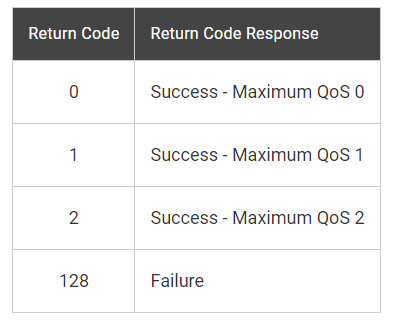 Return Code Return Code Response
0 Success - Maximum QoS 0
1 Success - Maximum QoS 1
2 Success - Maximum QoS 2
128 Failure